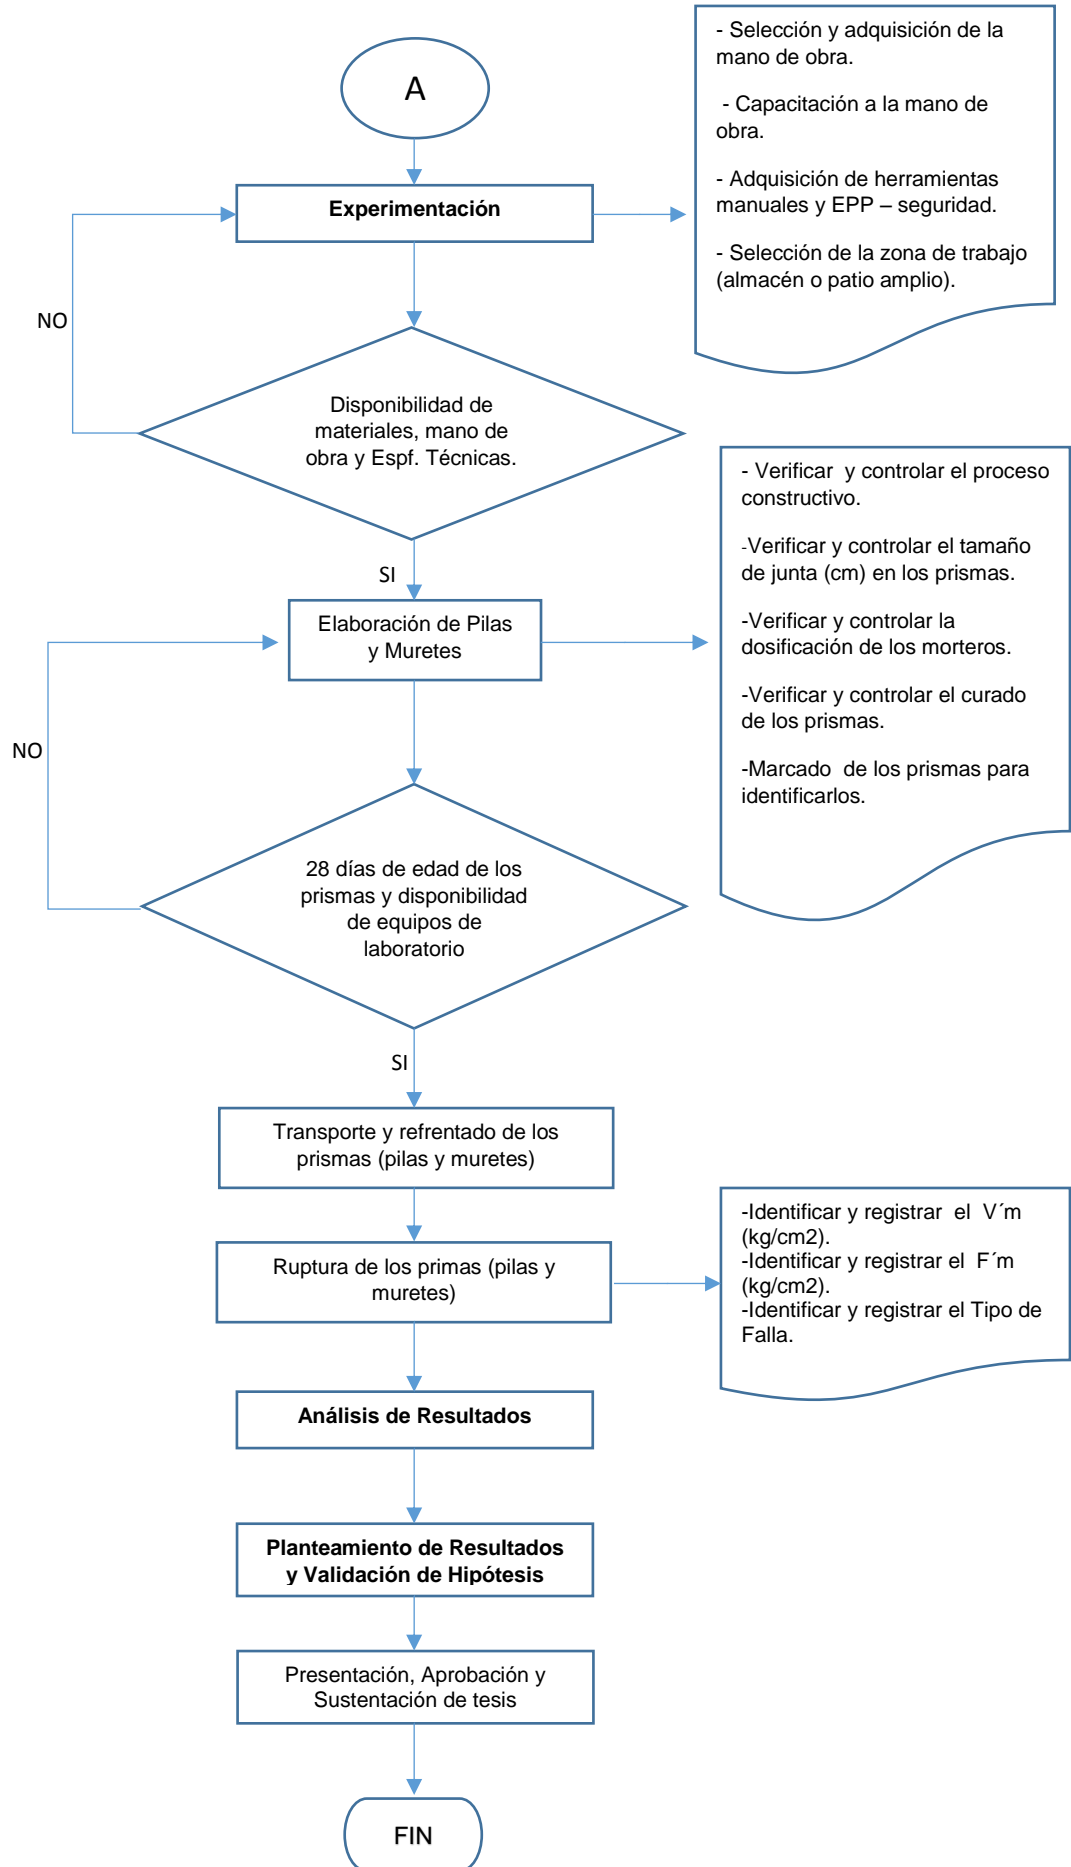 A
- Selección y adquisición de la
mano de obra.
- Capacitación a la mano de
obra.
- Adquisición de herramientas
manuales y EPP – seguridad.
- Selección de la zona de trabajo
(almacén o patio amplio).
Experimentación
NO
Disponibilidad de
materiales, mano de
obra y Espf. Técnicas.
SI
- Verificar y controlar el proceso
constructivo.
-Verificar y controlar el tamaño
de junta (cm) en los prismas.
-Verificar y controlar la
dosificación de los morteros.
-Verificar y controlar el curado
de los prismas.
-Marcado de los prismas para
identificarlos.
Elaboración de Pilas
y Muretes
NO
28 días de edad de los
prismas y disponibilidad
de equipos de
laboratorio
SI
Transporte y refrentado de los
prismas (pilas y muretes)
Ruptura de los primas (pilas y
muretes)
-Identificar y registrar el V´m
(kg/cm2).
-Identificar y registrar el F´m
(kg/cm2).
-Identificar y registrar el Tipo de
Falla.
Análisis de Resultados
Planteamiento de Resultados
y Validación de Hipótesis
Presentación, Aprobación y
Sustentación de tesis
FIN